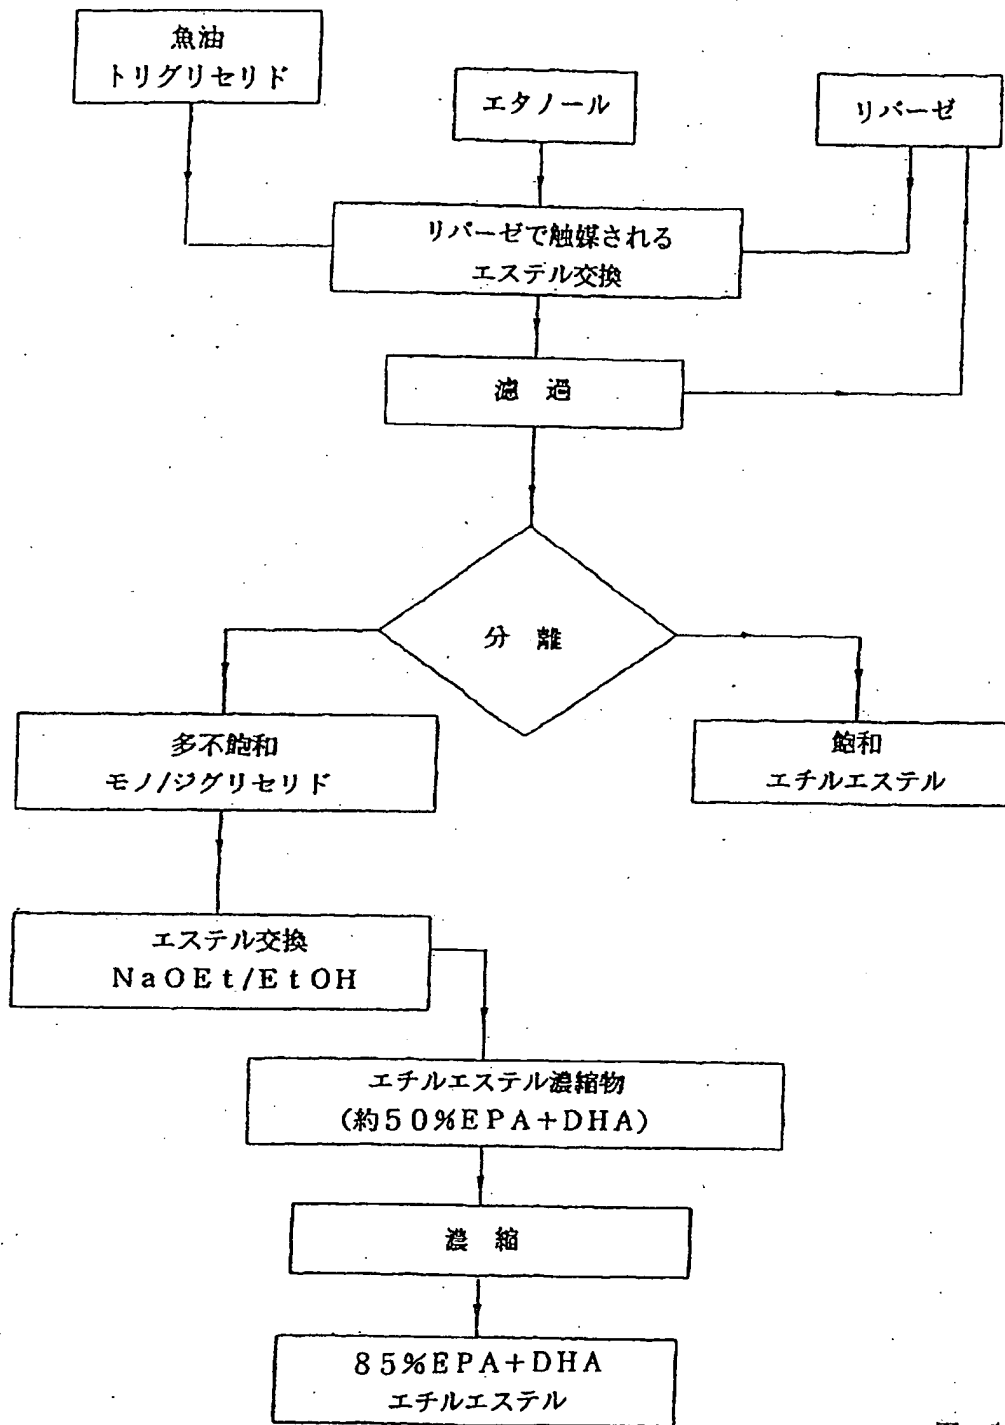 魚油
トリグリセリド
エタノール
リパーゼ
リパーゼで触媒される
エステル交換
濾 過
分 離
多不飽和
モノ/ジグリセリド
飽和
エチルエステル
エステル交換
NaOEt/EtOH
エチルエステル濃縮物
(約50%EPA+DHA)
濃 縮
85%EPA+DHA
エチルエステル